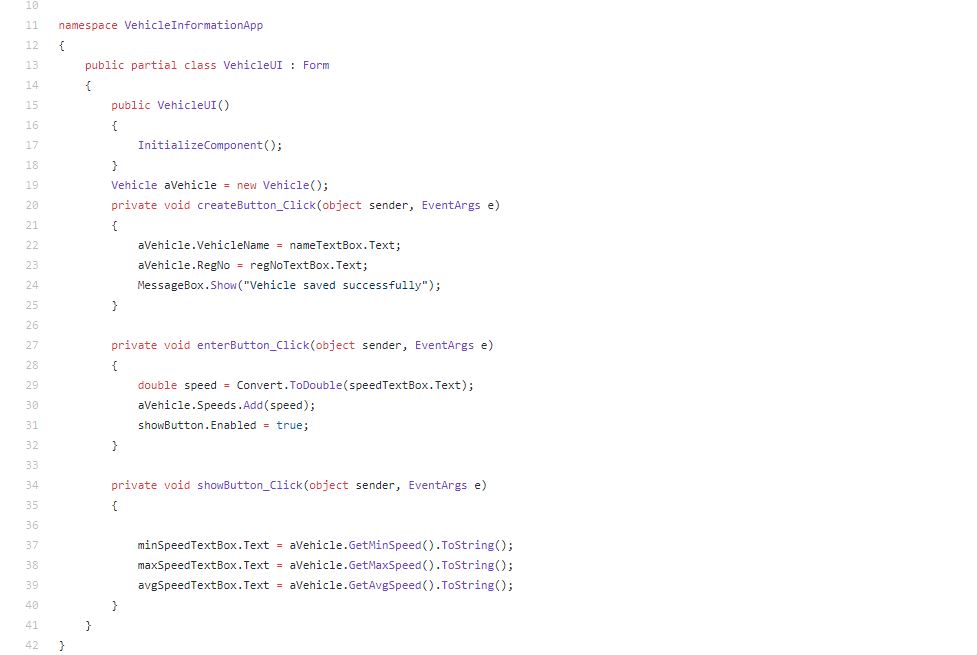 10
11 namespace VehicleInformationApp
12 {
13 public partial class VehicleUI : Form
14 {
15 public VehicleUI()
16 {
17 InitializeComponent();
18 }
19 Vehicle aVehicle = new Vehicle();
20 private void createButton_Click(object sender, EventArgs e)
21 {
22 aVehicle.VehicleName = nameTextBox.Text;
23 aVehicle.RegNo = regNoTextBox.Text;
24 MessageBox.Show("Vehicle saved successfully");
25 }
26
27 private void enterButton_Click(object sender, EventArgs e)
28 {
29 double speed = Convert.ToDouble(speedTextBox.Text);
30 aVehicle.Speeds.Add(speed);
31 showButton.Enabled = true;
32 }
33
34 private void showButton_Click(object sender, EventArgs e)
35 {
36
37 minSpeedTextBox.Text = aVehicle.GetMinSpeed().ToString();
38 maxSpeedTextBox.Text = aVehicle.GetMaxSpeed().ToString();
39 avgSpeedTextBox.Text = aVehicle.GetAvgSpeed().ToString();
40 }
41 }
42 }